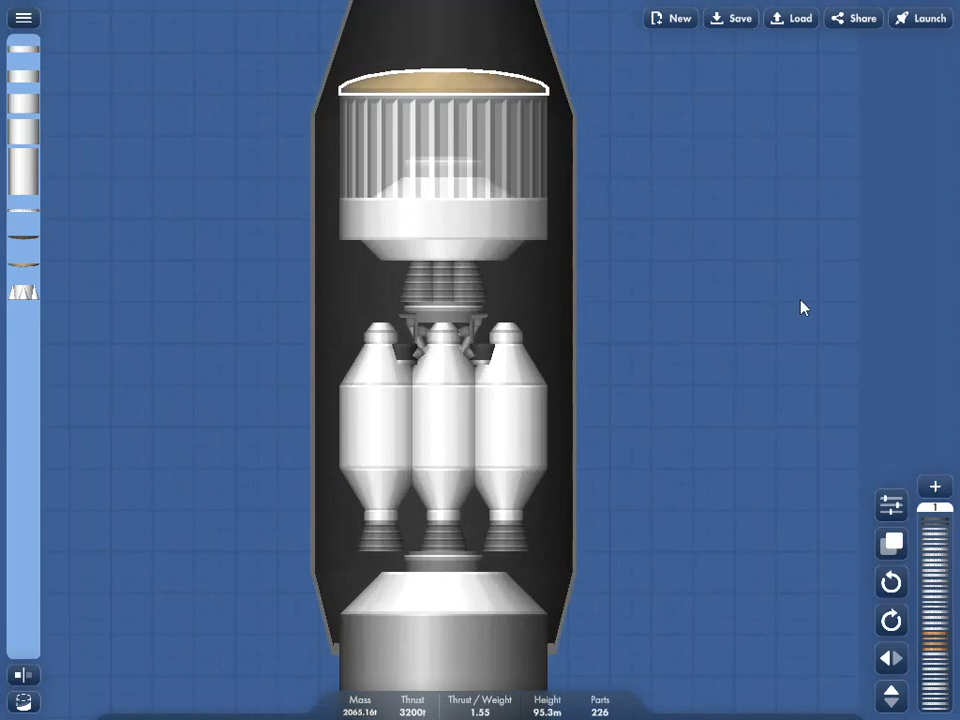 New Save Load Share Launch
1
Mass Thrust Thrust / Weight Height Parts
2065.16t 3200t 1.55 95.3m 226